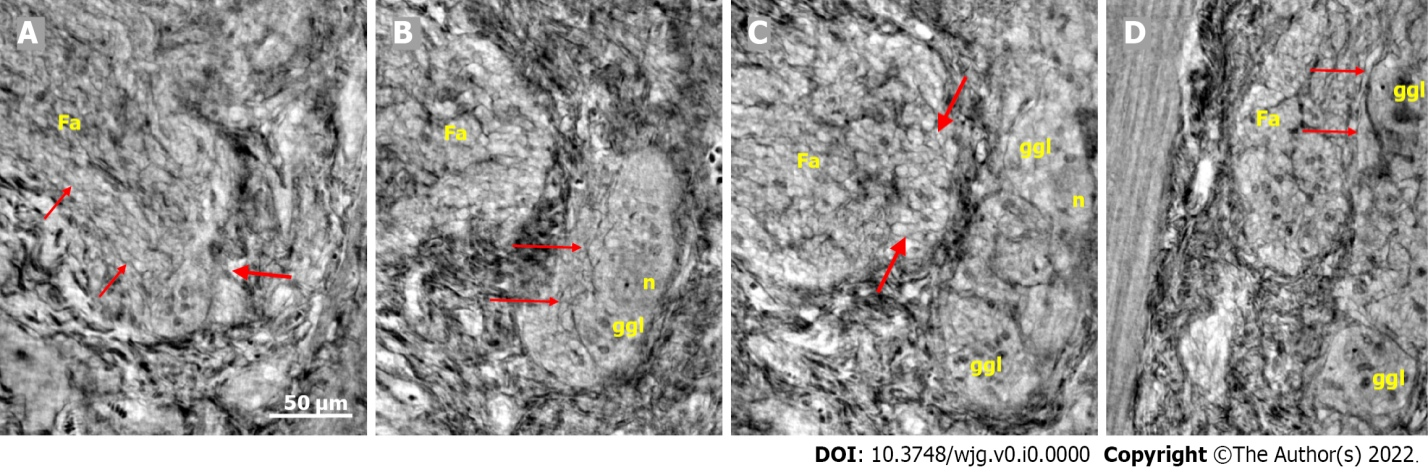 A
B
C
D
Fa
Fa
Fa
Fa
ggl
ggl
ggl
ggl
ggl
n
n
50 µm
DOI: 10.3748/wjg.v0.i0.0000 Copyright ©The Author(s) 2022.